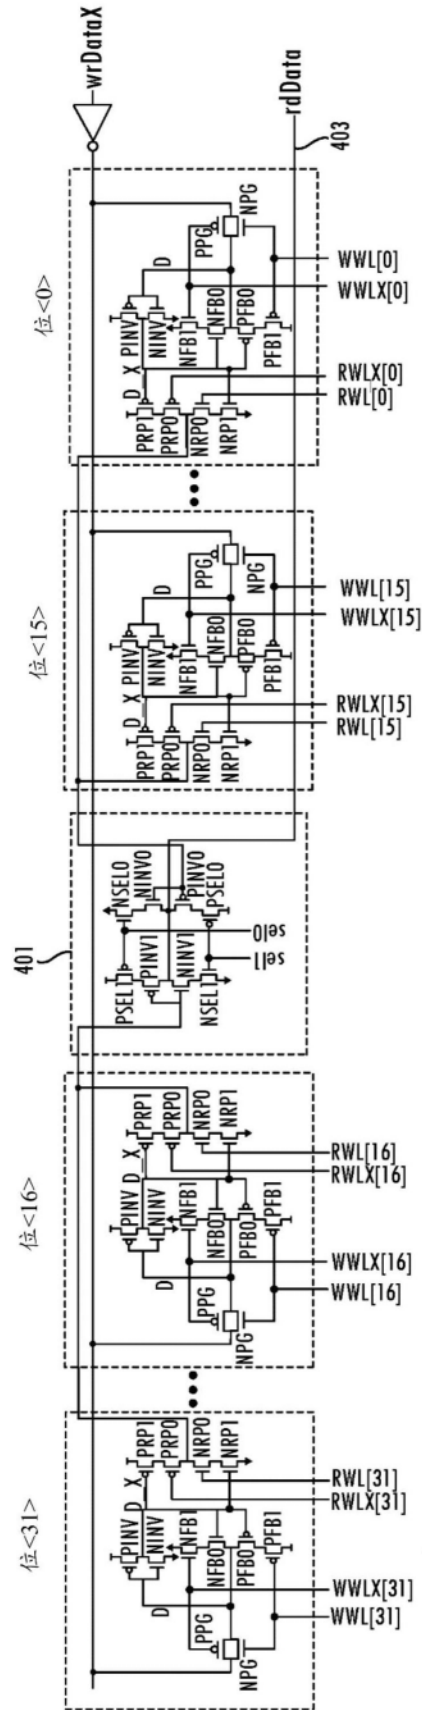 位<31>
PINV
D_X
NINV
D
PPG
NPG
NFB1
NFB0
PFB0
PFB1
PRP1
PRP0
NRP0
NRP1
RWL[31]
RWLX[31]
WWLX[31]
WWL[31]
位<16>
PINV
D_X
NINV
D
PPG
NPG
NFB1
NFB0
PFB0
PFB1
PRP1
PRP0
NRP0
NRP1
RWL[16]
RWLX[16]
WWLX[16]
WWL[16]
401
PSEL1
PINV1
NINV1
NSEL1
NSEL0
NINV0
PINV0
PSEL0
sel1
sel0
位<15>
D_X
PRP1
PRP0
NRP0
NRP1
PINV
NINV
D
NFB1
NFB0
PFB0
PFB1
PPG
NPG
RWLX[15]
RWL[15]
WWL[15]
WWLX[15]
位<0>
D_X
PRP1
PRP0
NRP0
NRP1
PINV
NINV
D
NFB1
NFB0
PFB0
PFB1
PPG
NPG
RWLX[0]
RWL[0]
WWL[0]
WWLX[0]
wrDataX
rdData
403